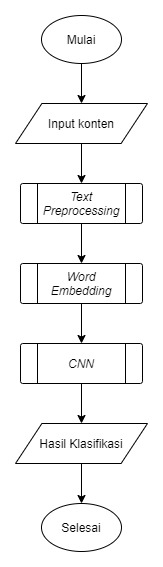 Mulai
Input konten
Text
Preprocessing
Word
Embedding
CNN
Hasil Klasifikasi
Selesai